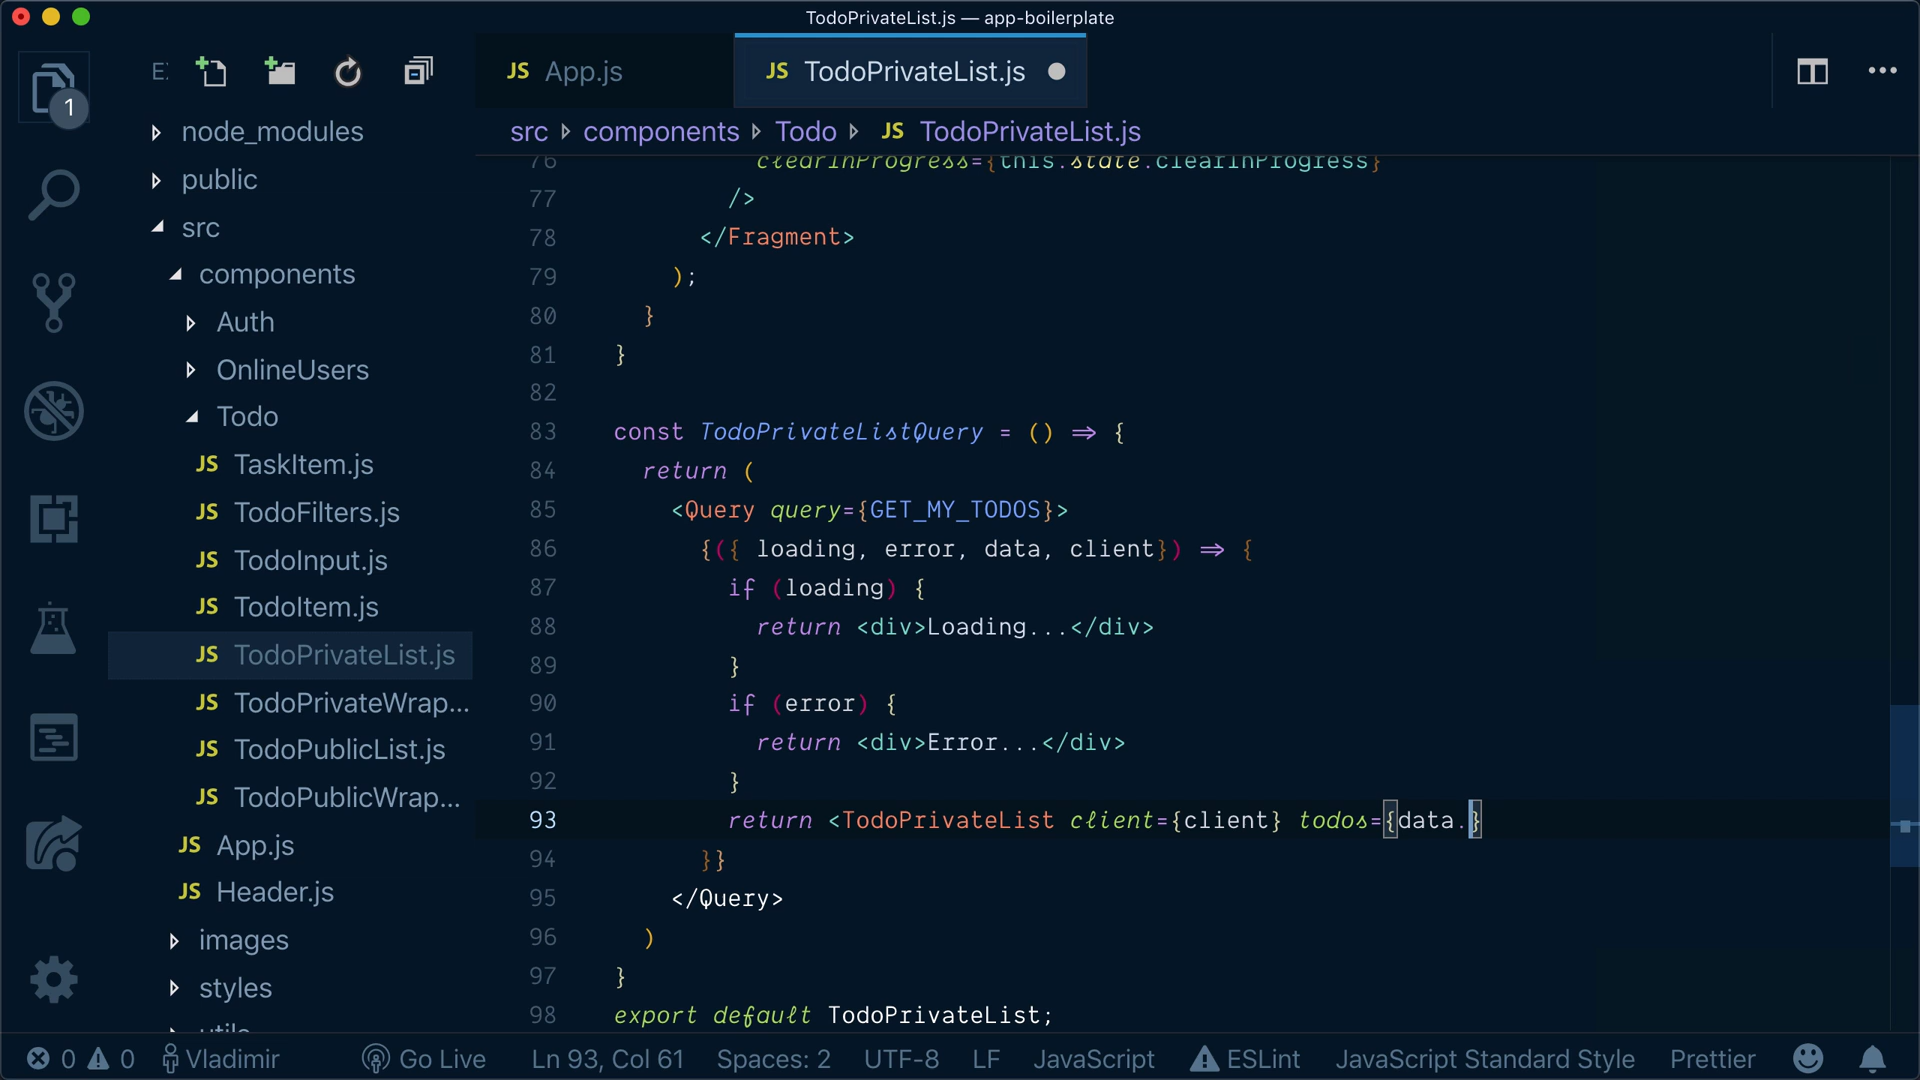 TodoPrivateList.js — app-boilerplate
1
E:
JS App.js
JS TodoPrivateList.js
src components Todo JS TodoPrivateList.js
node_modules
public
src
components
Auth
OnlineUsers
Todo
JS TaskItem.js
JS TodoFilters.js
JS TodoInput.js
JS TodoItem.js
JS TodoPrivateList.js
JS TodoPrivateWrap...
JS TodoPublicList.js
JS TodoPublicWrap...
JS App.js
JS Header.js
images
styles
utils
76 clearInProgress={this.state.clearInProgress}
77 />
78 </Fragment>
79 );
80 }
81 }
82
83 const TodoPrivateListQuery = () => {
84 return (
85 <Query query={GET_MY_TODOS}>
86 {({ loading, error, data, client}) => {
87 if (loading) {
88 return <div>Loading...</div>
89 }
90 if (error) {
91 return <div>Error...</div>
92 }
93 return <TodoPrivateList client={client} todos={data.}
94 }}
95 </Query>
96 )
97 }
98 export default TodoPrivateList;
0 0 Vladimir Go Live Ln 93, Col 61 Spaces: 2 UTF-8 LF JavaScript ESLint JavaScript Standard Style Prettier